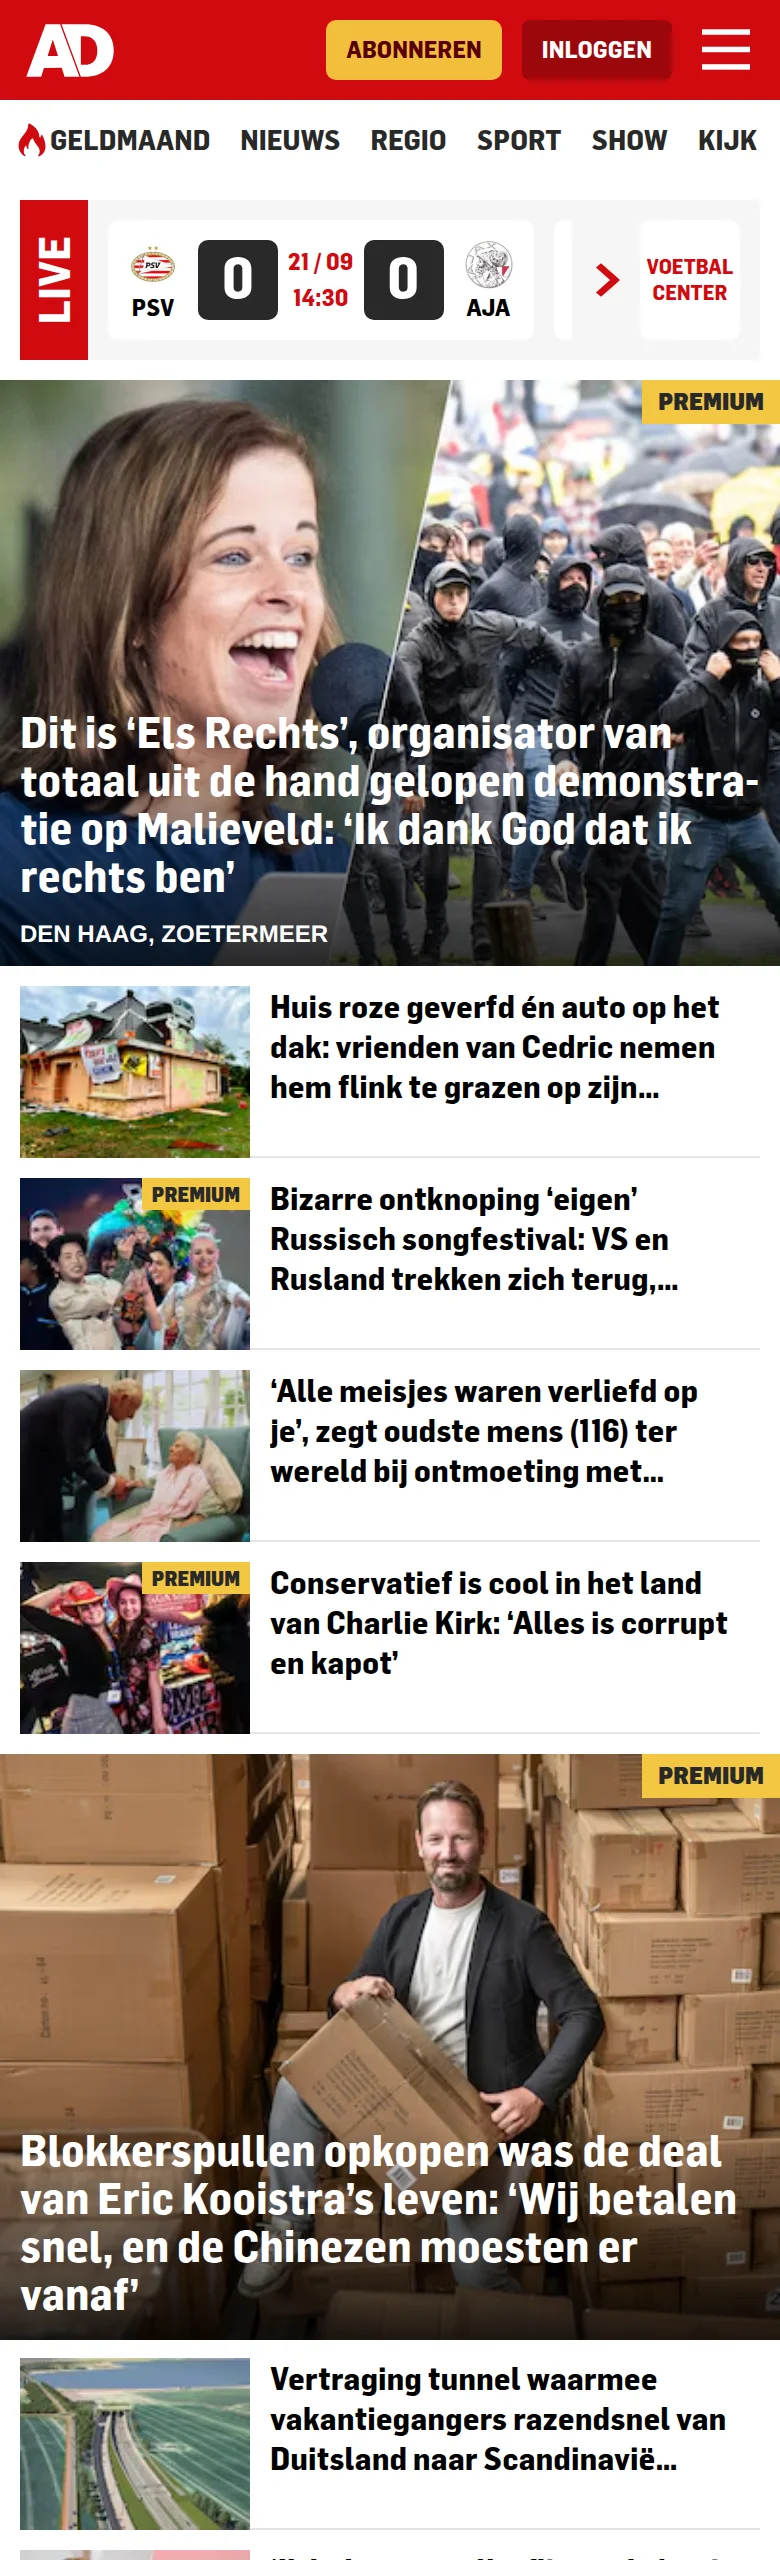 AD
ABONNEREN
INLOGGEN
GELDMAAND NIEUWS REGIO SPORT SHOW KIJK
LIVE
PSV
PSV
0
21 / 09
14:30
0
AJA
VOETBAL
CENTER
PREMIUM
Dit is ‘Els Rechts’, organisator van
totaal uit de hand gelopen demonstra-
tie op Malieveld: ‘Ik dank God dat ik
rechts ben’
DEN HAAG, ZOETERMEER
Huis roze geverfd én auto op het
dak: vrienden van Cedric nemen
hem flink te grazen op zijn...
PREMIUM
Bizarre ontknoping ‘eigen’
Russisch songfestival: VS en
Rusland trekken zich terug,...
‘Alle meisjes waren verliefd op
je’, zegt oudste mens (116) ter
wereld bij ontmoeting met...
PREMIUM
Conservatief is cool in het land
van Charlie Kirk: ‘Alles is corrupt
en kapot’
PREMIUM
Blokkerspullen opkopen was de deal
van Eric Kooistra’s leven: ‘Wij betalen
snel, en de Chinezen moesten er
vanaf’
Vertraging tunnel waarmee
vakantiegangers razendsnel van
Duitsland naar Scandinavië...